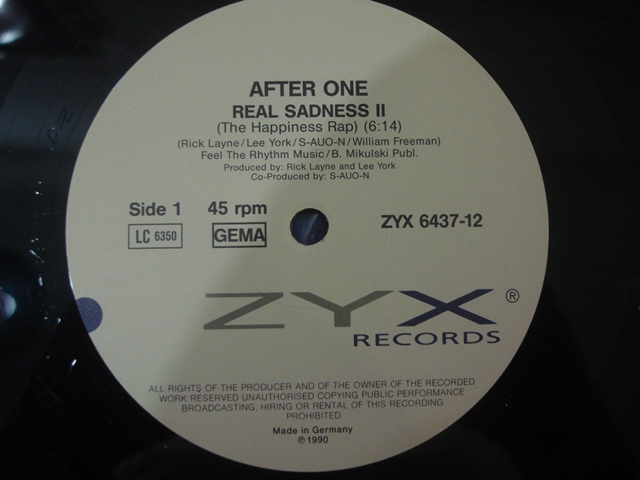 AFTER ONE
REAL SADNESS II
(The Happiness Rap) (6:14)
(Rick Layne/Lee York/S-AUO-N/William Freeman)
Feel The Rhythm Music/B. Mikulski Publ.
Produced by: Rick Layne and Lee York
Co-Produced by: S-AUO-N
Side 1 45 rpm ZYX 6437-12
LC 6350 GEMA
ZYX ®
RECORDS
ALL RIGHTS OF THE PRODUCER AND OF THE OWNER OF THE RECORDED
WORK RESERVED UNAUTHORISED COPYING PUBLIC PERFORMANCE
BROADCASTING, HIRING OR RENTAL OF THIS RECORDING
PROHIBITED
Made in Germany
℗ 1990